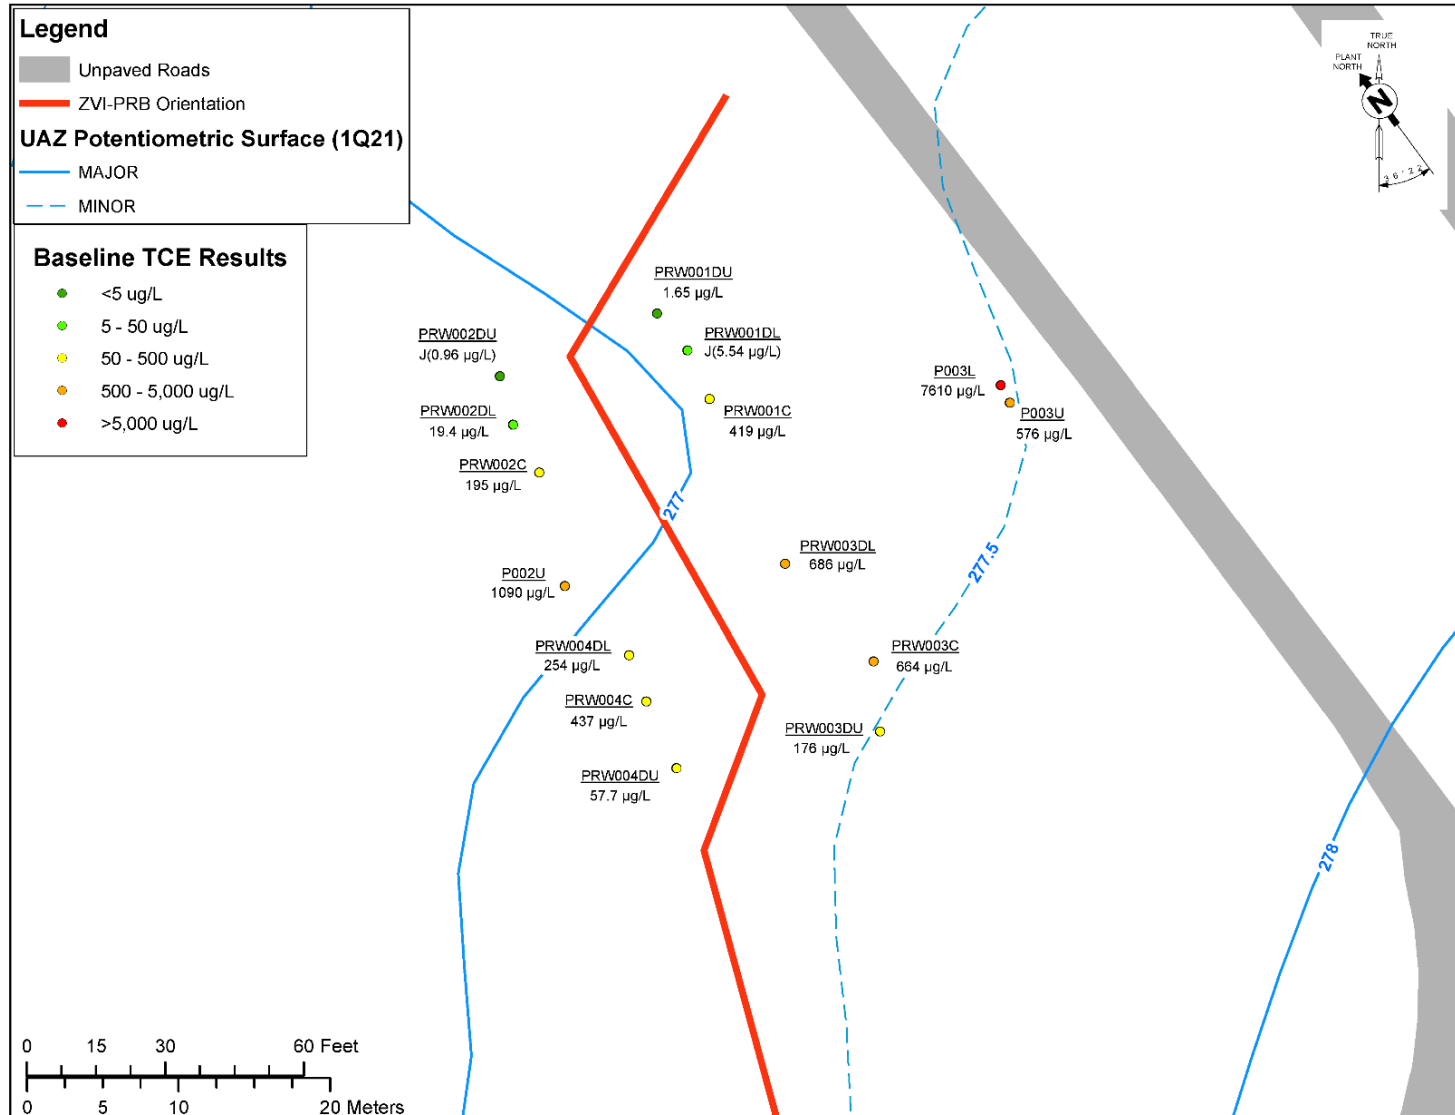 Legend
Unpaved Roads
ZVI-PRB Orientation
UAZ Potentiometric Surface (1Q21)
MAJOR
MINOR
Baseline TCE Results
<5 ug/L
5 - 50 ug/L
50 - 500 ug/L
500 - 5,000 ug/L
>5,000 ug/L
TRUE
NORTH
PLANT
NORTH
N
36°22'
PRW001DU
1.65 µg/L
PRW002DU
J(0.96 µg/L)
PRW001DL
J(5.54 µg/L)
P003L
7610 µg/L
PRW002DL
19.4 µg/L
PRW001C
419 µg/L
P003U
576 µg/L
PRW002C
195 µg/L
277
PRW003DL
686 µg/L
277.5
P002U
1090 µg/L
PRW004DL
254 µg/L
PRW003C
664 µg/L
PRW004C
437 µg/L
PRW003DU
176 µg/L
PRW004DU
57.7 µg/L
278
0 15 30 60 Feet
0 5 10 20 Meters